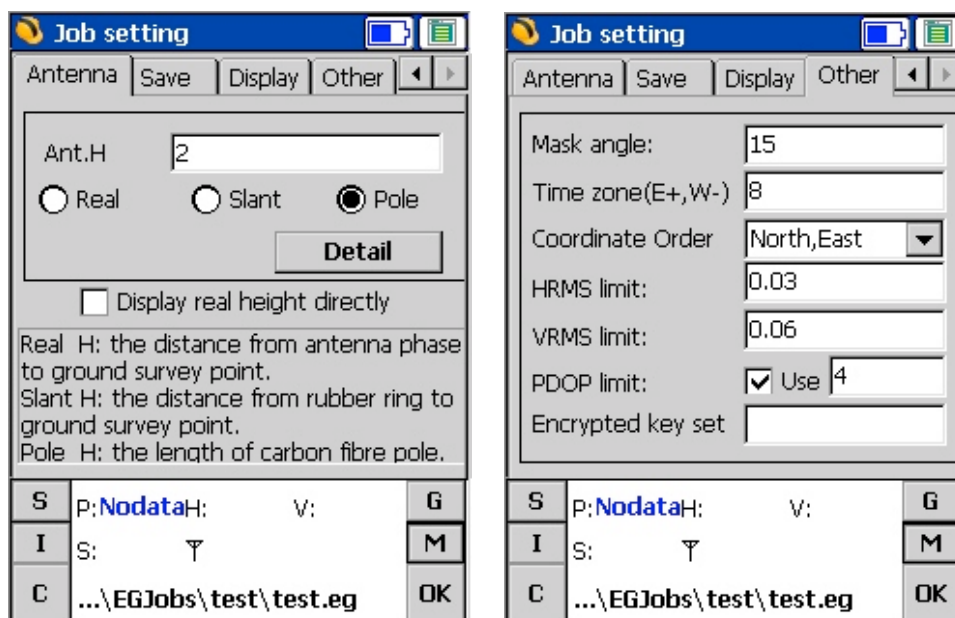 Job setting
Antenna Save Display Other
Ant.H 2
Real Slant Pole
Detail
Display real height directly
Real H: the distance from antenna phase
to ground survey point.
Slant H: the distance from rubber ring to
ground survey point.
Pole H: the length of carbon fibre pole.
S P:NodataH: V: G
I S: M
C ...\EGJobs\test\test.eg OK
Job setting
Antenna Save Display Other
Mask angle: 15
Time zone(E+,W-) 8
Coordinate Order North,East
HRMS limit: 0.03
VRMS limit: 0.06
PDOP limit: Use 4
Encrypted key set
S P:NodataH: V: G
I S: M
C ...\EGJobs\test\test.eg OK